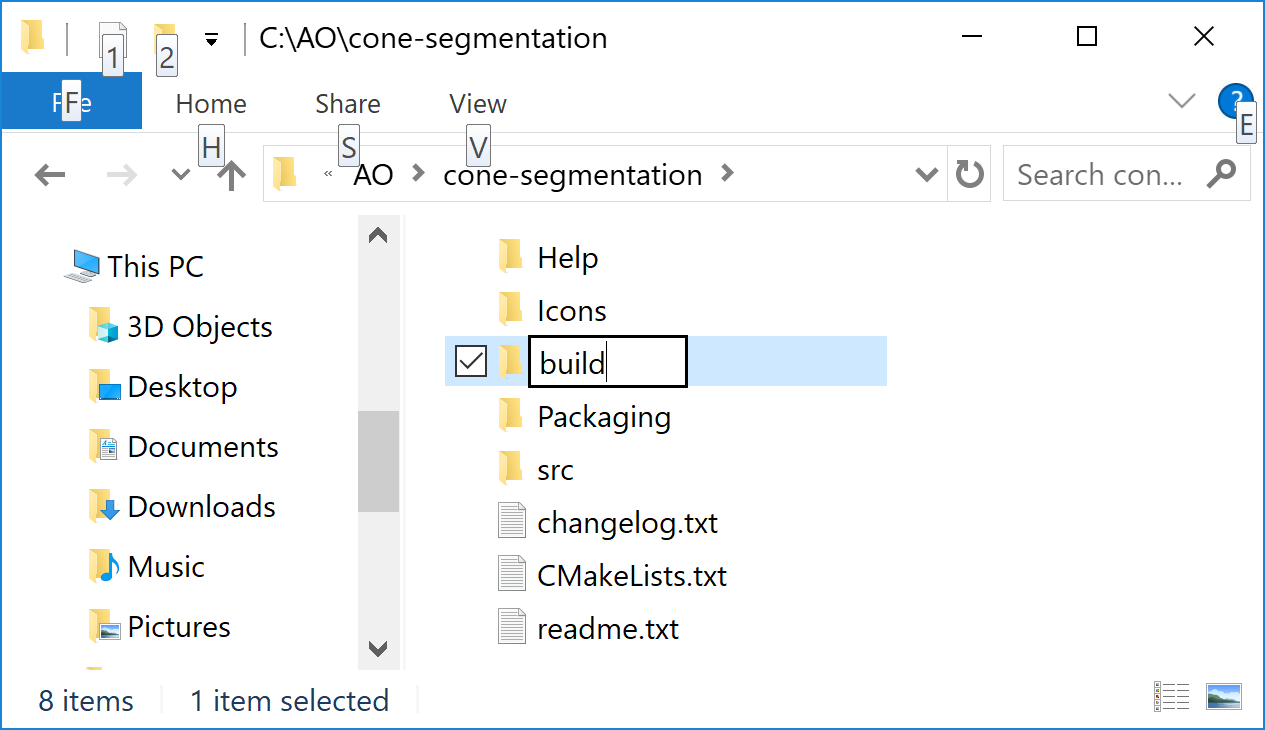 C:\AO\cone-segmentation
1
2
File
F
Home
Share
View
?
H
S
V
E
« AO > cone-segmentation >
Search con...
This PC
3D Objects
Desktop
Documents
Downloads
Music
Pictures
Help
Icons
build
Packaging
src
changelog.txt
CMakeLists.txt
readme.txt
8 items
1 item selected